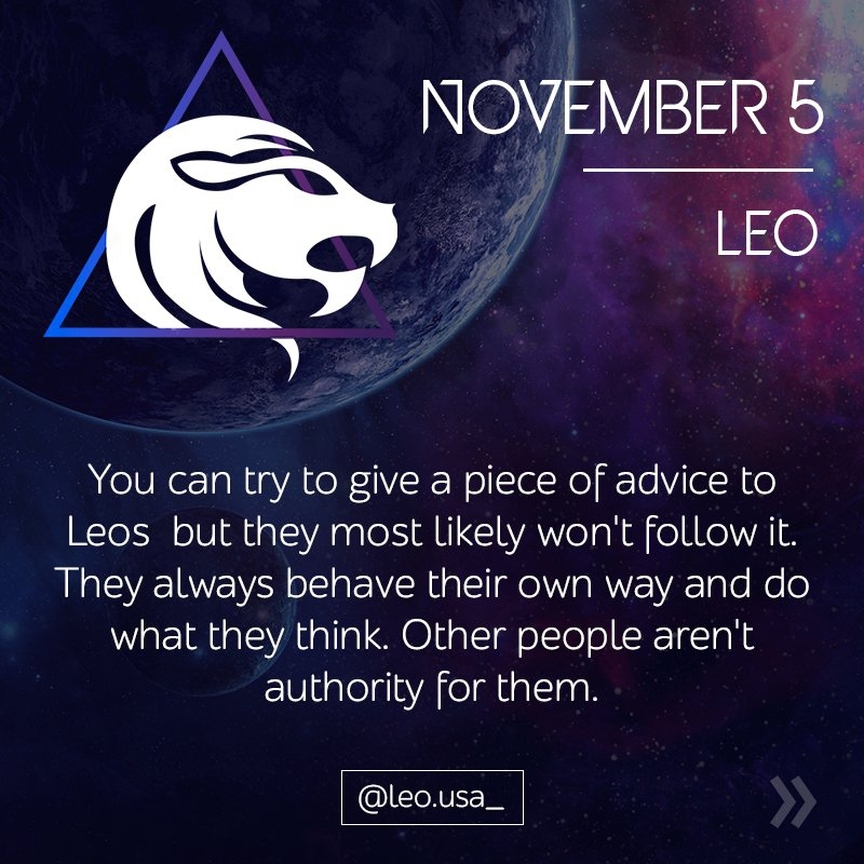 NOVEMBER 5
LEO
You can try to give a piece of advice to
Leos  but they most likely won't follow it.
They always behave their own way and do
what they think. Other people aren't
authority for them.
@leo.usa_